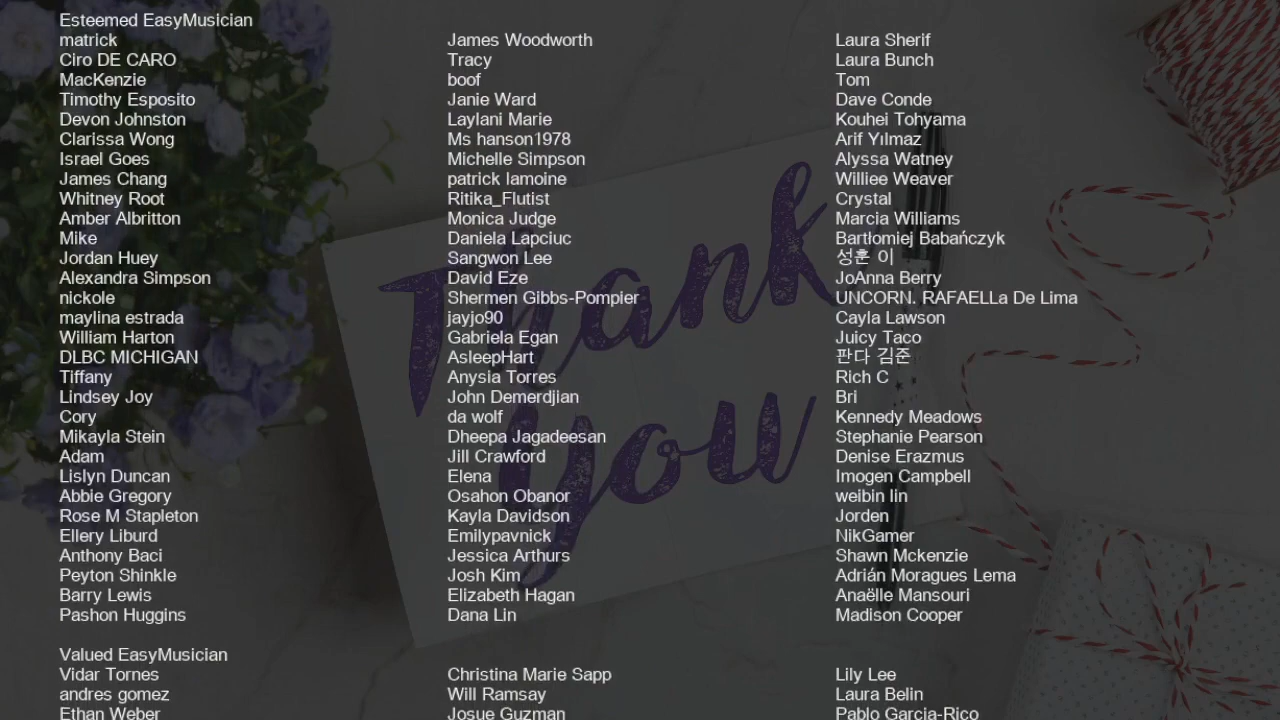 Esteemed EasyMusician
matrick
Ciro DE CARO
MacKenzie
Timothy Esposito
Devon Johnston
Clarissa Wong
Israel Goes
James Chang
Whitney Root
Amber Albritton
Mike
Jordan Huey
Alexandra Simpson
nickole
maylina estrada
William Harton
DLBC MICHIGAN
Tiffany
Lindsey Joy
Cory
Mikayla Stein
Adam
Lislyn Duncan
Abbie Gregory
Rose M Stapleton
Ellery Liburd
Anthony Baci
Peyton Shinkle
Barry Lewis
Pashon Huggins
James Woodworth
Tracy
boof
Janie Ward
Laylani Marie
Ms hanson1978
Michelle Simpson
patrick lamoine
Ritika_Flutist
Monica Judge
Daniela Lapciuc
Sangwon Lee
David Eze
Shermen Gibbs-Pompier
jayjo90
Gabriela Egan
AsleepHart
Anysia Torres
John Demerdjian
da wolf
Dheepa Jagadeesan
Jill Crawford
Elena
Osahon Obanor
Kayla Davidson
Emilypavnick
Jessica Arthurs
Josh Kim
Elizabeth Hagan
Dana Lin
Laura Sherif
Laura Bunch
Tom
Dave Conde
Kouhei Tohyama
Arif Yılmaz
Alyssa Watney
Williee Weaver
Crystal
Marcia Williams
Bartłomiej Babańczyk
성훈 이
JoAnna Berry
UNCORN. RAFAELLa De Lima
Cayla Lawson
Juicy Taco
판다 김준
Rich C
Bri
Kennedy Meadows
Stephanie Pearson
Denise Erazmus
Imogen Campbell
weibin lin
Jorden
NikGamer
Shawn Mckenzie
Adrián Moragues Lema
Anaëlle Mansouri
Madison Cooper
Valued EasyMusician
Vidar Tornes
andres gomez
Ethan Weber
Christina Marie Sapp
Will Ramsay
Josue Guzman
Lily Lee
Laura Belin
Pablo Garcia-Rico
Thank
you